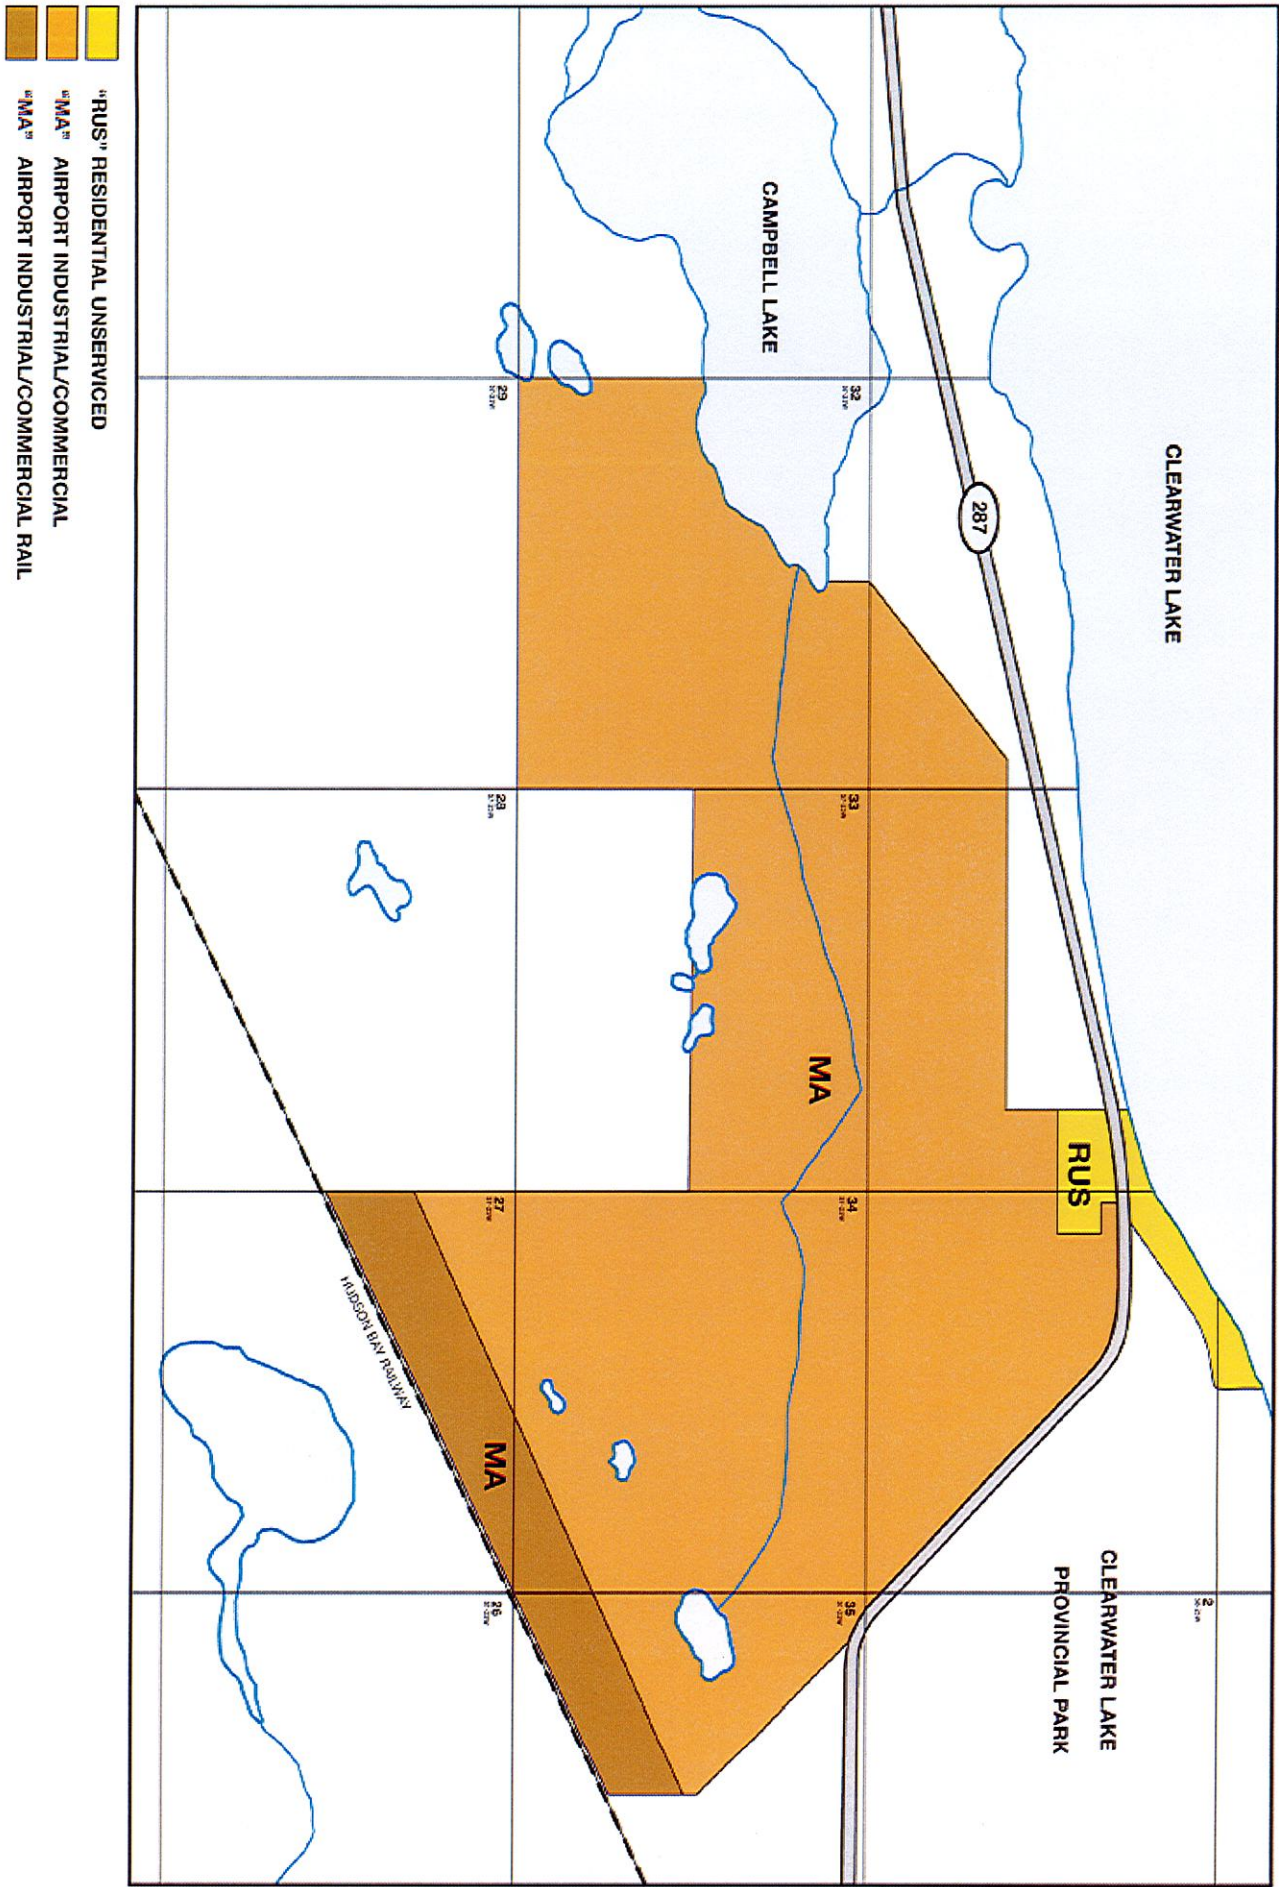 CLEARWATER LAKE
CAMPBELL LAKE
287
CLEARWATER LAKE
PROVINCIAL PARK
2
32
33
34
35
29
28
27
26
MA
RUS
MA
HUDSON BAY RAILWAY
"RUS" RESIDENTIAL UNSERVICED
"MA" AIRPORT INDUSTRIAL/COMMERCIAL
"MA" AIRPORT INDUSTRIAL/COMMERCIAL RAIL